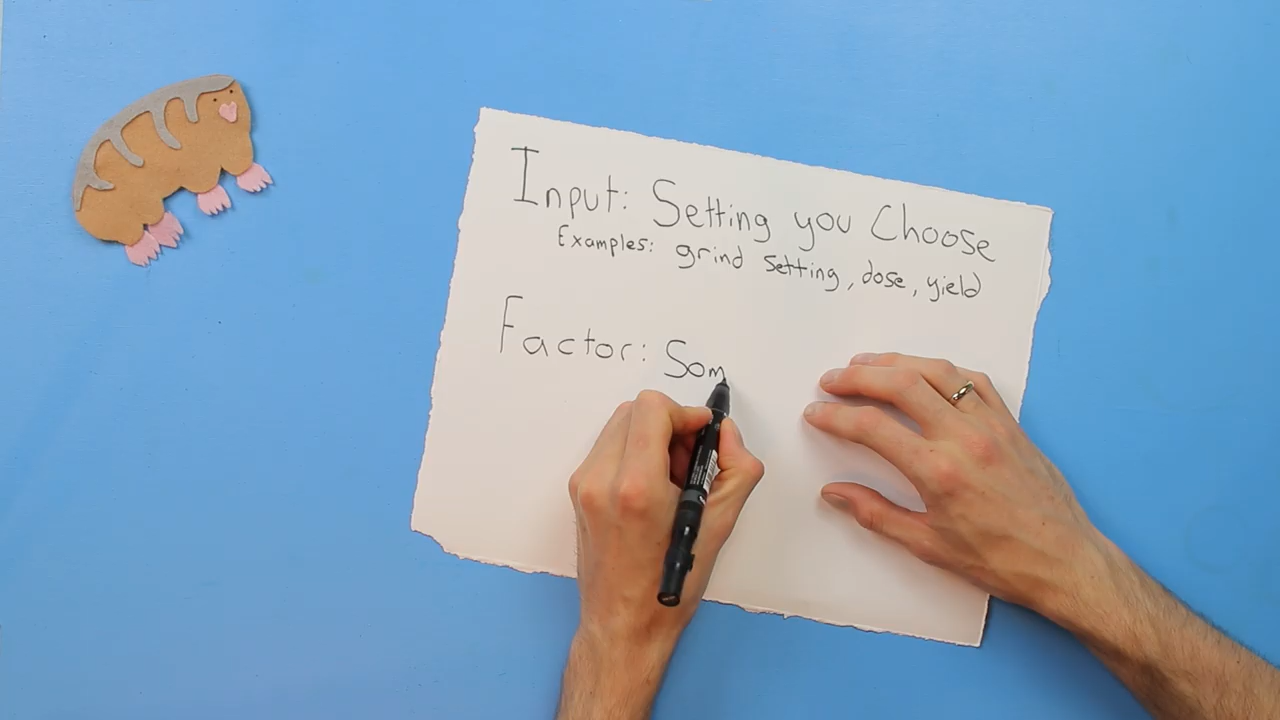 Input: Setting you Choose
Examples: grind setting, dose, yield
Factor: Som